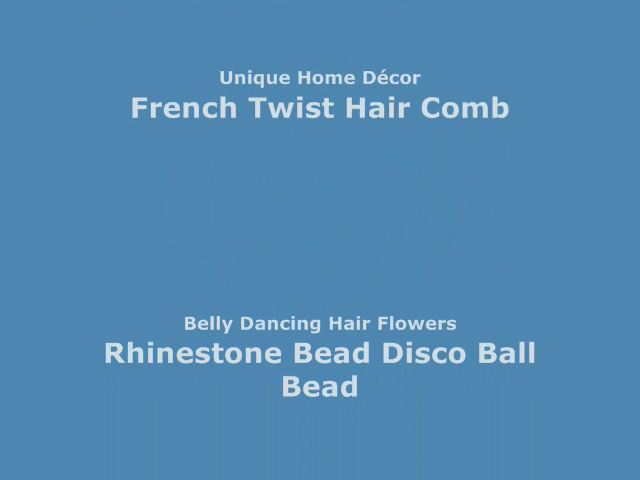 Unique Home Décor
French Twist Hair Comb
Belly Dancing Hair Flowers
Rhinestone Bead Disco Ball
Bead